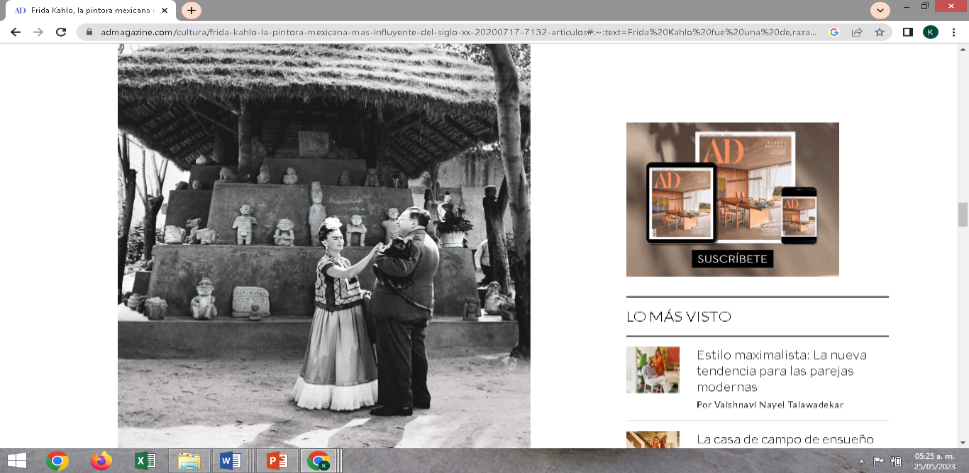 AD Frida Kahlo, la pintora mexicana
admagazine.com/cultura/frida-kahlo-la-pintora-mexicana-mas-influyente-del-siglo-xx-20200717-7132-articulos#:~:text=Frida%20Kahlo%20fue%20una%20de,raza...
K
AD
AD
AD
SUSCRÍBETE
LO MÁS VISTO
Estilo maximalista: La nueva
tendencia para las parejas
modernas
Por Vaishnavi Nayel Talawadekar
La casa de campo de ensueño
05:25 a. m.
25/05/2023